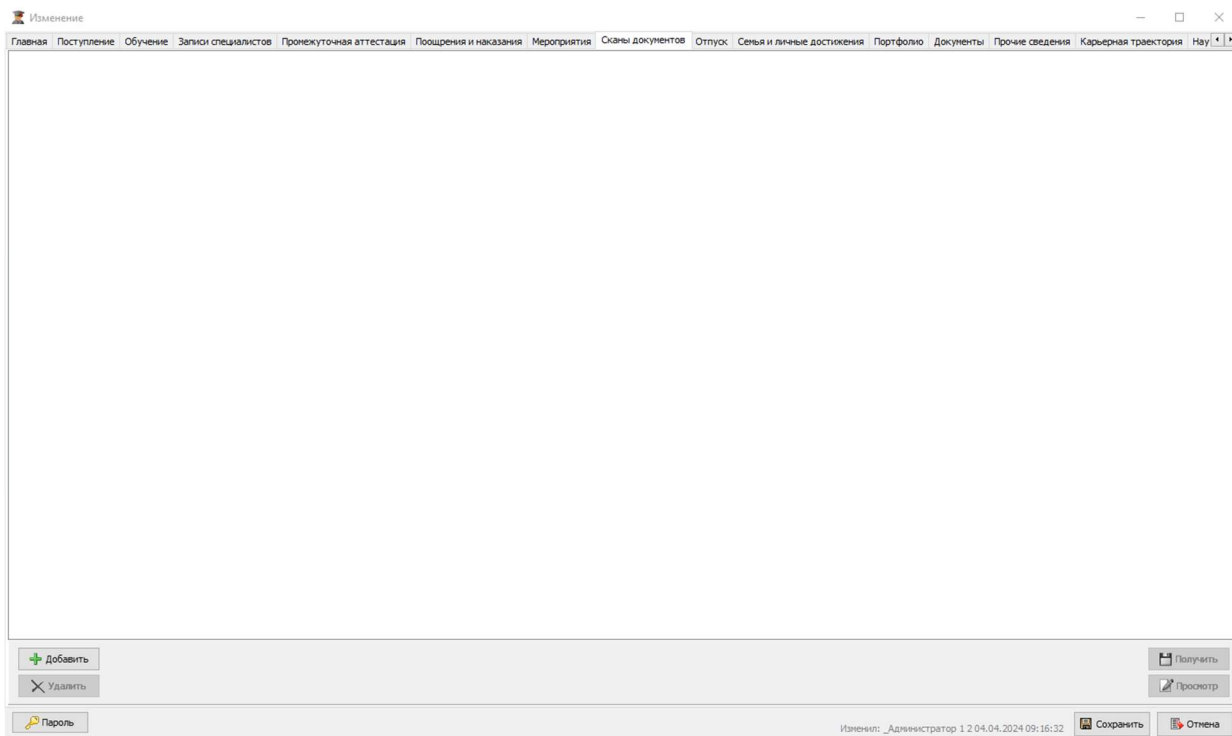 Изменение
Главная Поступление Обучение Записи специалистов Промежуточная аттестация Поощрения и наказания Мероприятия Сканы документов Отпуск Семья и личные достижения Портфолио Документы Прочие сведения Карьерная траектория Нау
Добавить Получить
Удалить Просмотр
Пароль Изменил: _Администратор 1 2 04.04.2024 09:16:32 Сохранить Отмена